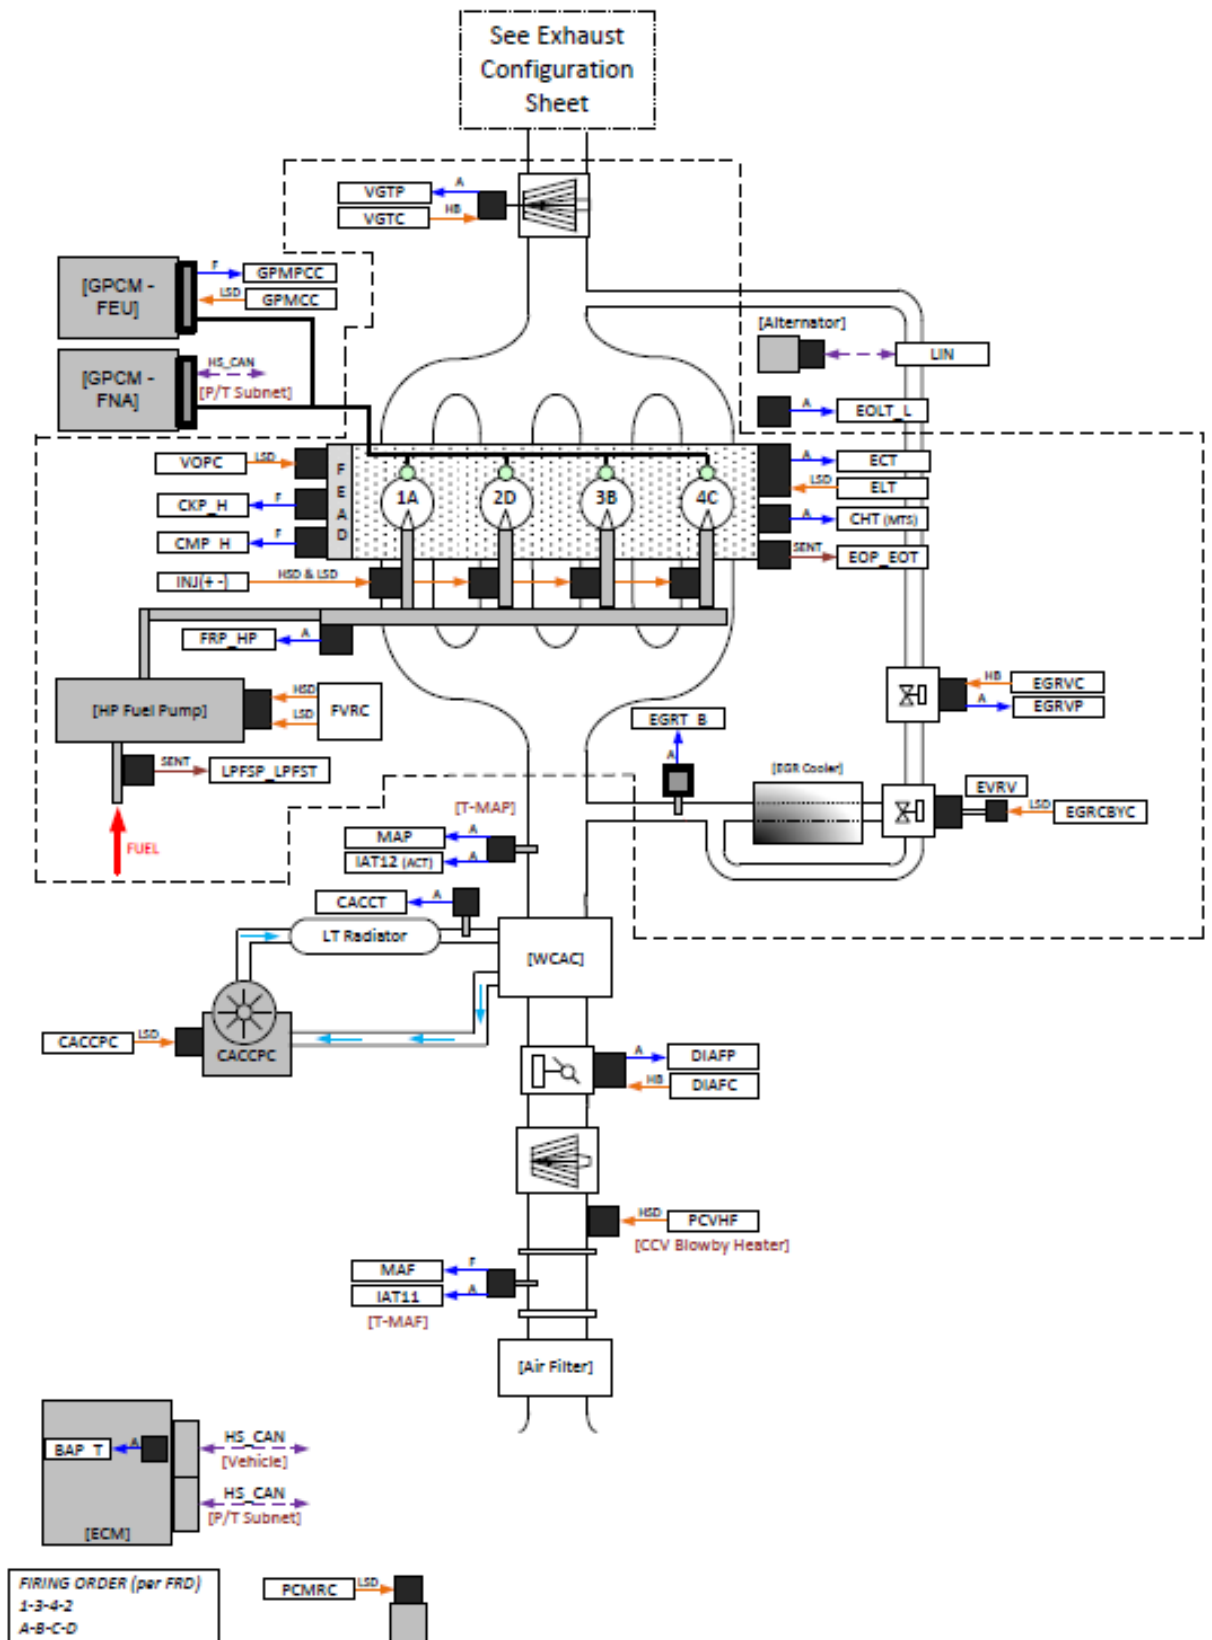 See Exhaust
Configuration
Sheet
VGTP
A
VGTC
HB
[GPCM -
FEU]
F
GPMPCC
LSD
GPMCC
[GPCM -
FNA]
HS_CAN
[P/T Subnet]
[Alternator]
LIN
A
EOLT_L
VOPC
LSD
CKP_H
F
CMP_H
F
F
E
A
D
1A
2D
3B
4C
A
ECT
LSD
ELT
A
CHT (MTS)
SENT
EOP_EOT
INJ(+ -)
HSD & LSD
FRP_HP
A
[HP Fuel Pump]
HSD
LSD
FVRC
SENT
LPFSP_LPFST
FUEL
HB
EGRVC
A
EGRVP
EGRT_B
A
[EGR Cooler]
EVRV
LSD
EGRCBYC
[T-MAP]
MAP
A
IAT12 (ACT)
A
CACCT
A
LT Radiator
[WCAC]
CACCPC
LSD
CACCPC
A
DIAFP
HB
DIAFC
HSD
PCVHF
[CCV Blowby Heater]
MAF
F
IAT11
A
[T-MAF]
[Air Filter]
BAP_T
A
HS_CAN
[Vehicle]
HS_CAN
[P/T Subnet]
[ECM]
FIRING ORDER (per FRD)
1-3-4-2
A-B-C-D
PCMRC
LSD